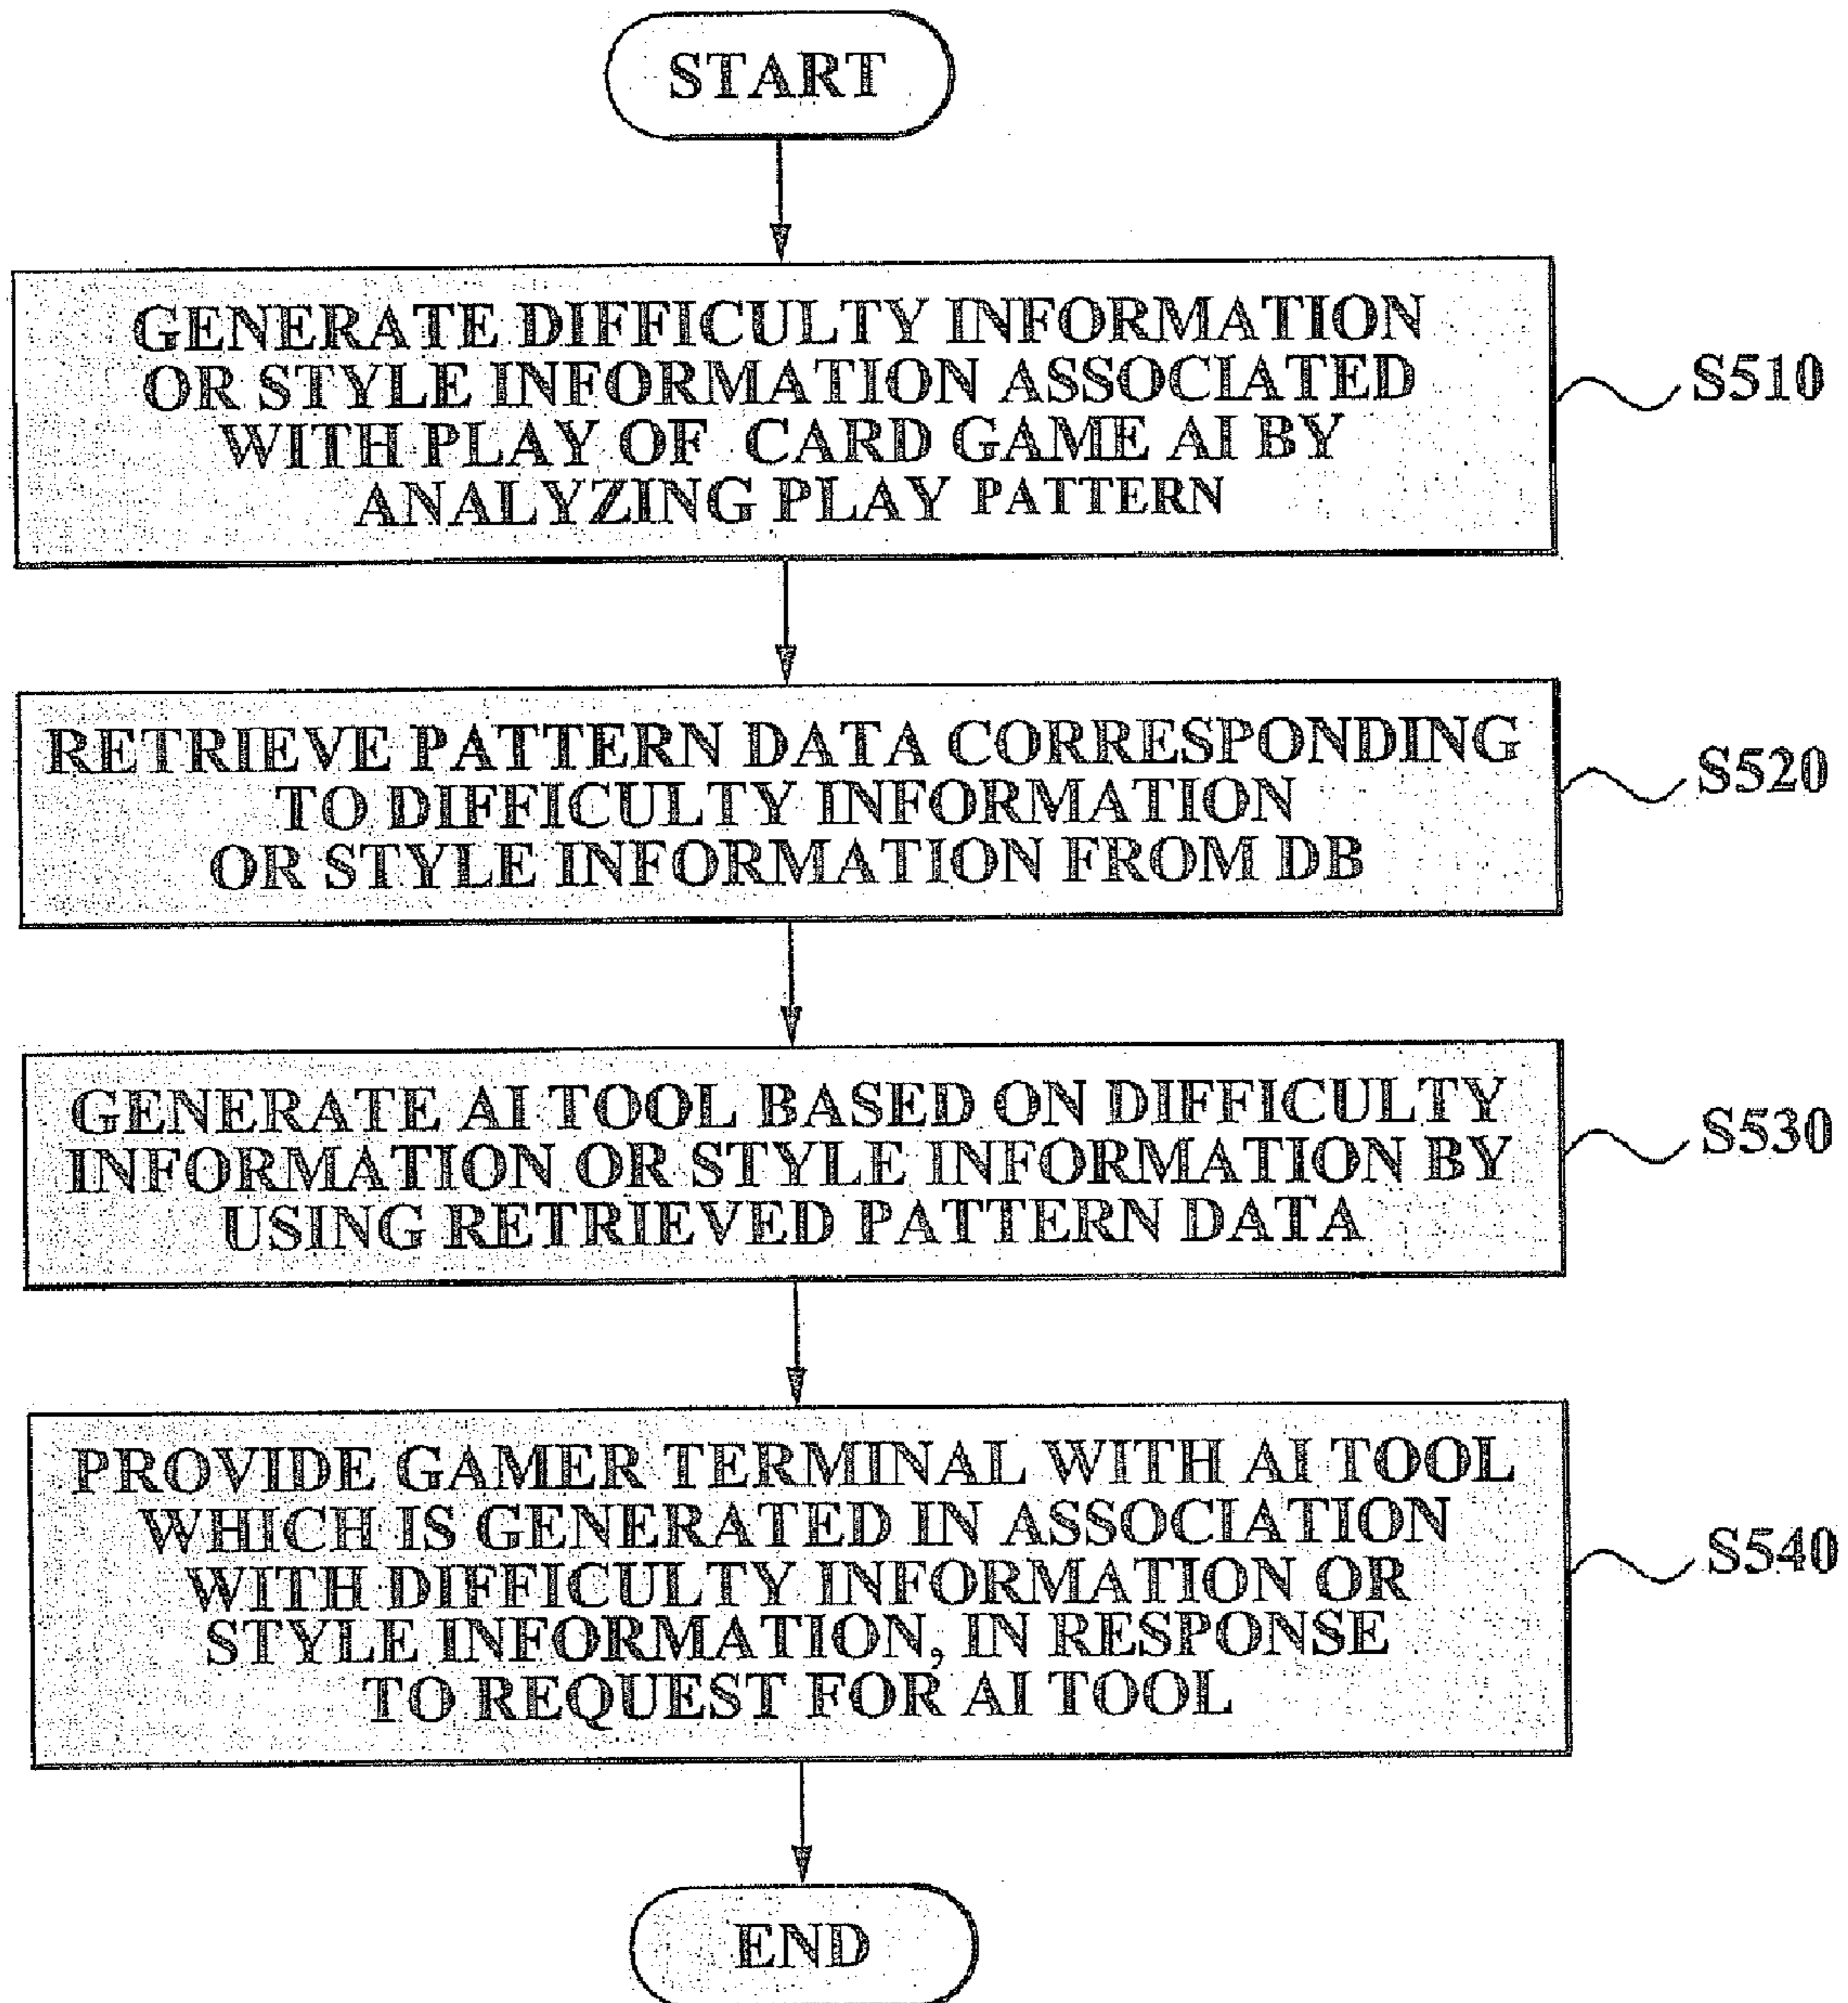 START
GENERATE DIFFICULTY INFORMATION
OR STYLE INFORMATION ASSOCIATED
WITH PLAY OF CARD GAME AI BY
ANALYZING PLAY PATTERN
S510
RETRIEVE PATTERN DATA CORRESPONDING
TO DIFFICULTY INFORMATION
OR STYLE INFORMATION FROM DB
S520
GENERATE AI TOOL BASED ON DIFFICULTY
INFORMATION OR STYLE INFORMATION BY
USING RETRIEVED PATTERN DATA
S530
PROVIDE GAMER TERMINAL WITH AI TOOL
WHICH IS GENERATED IN ASSOCIATION
WITH DIFFICULTY INFORMATION OR
STYLE INFORMATION, IN RESPONSE
TO REQUEST FOR AI TOOL
S540
END